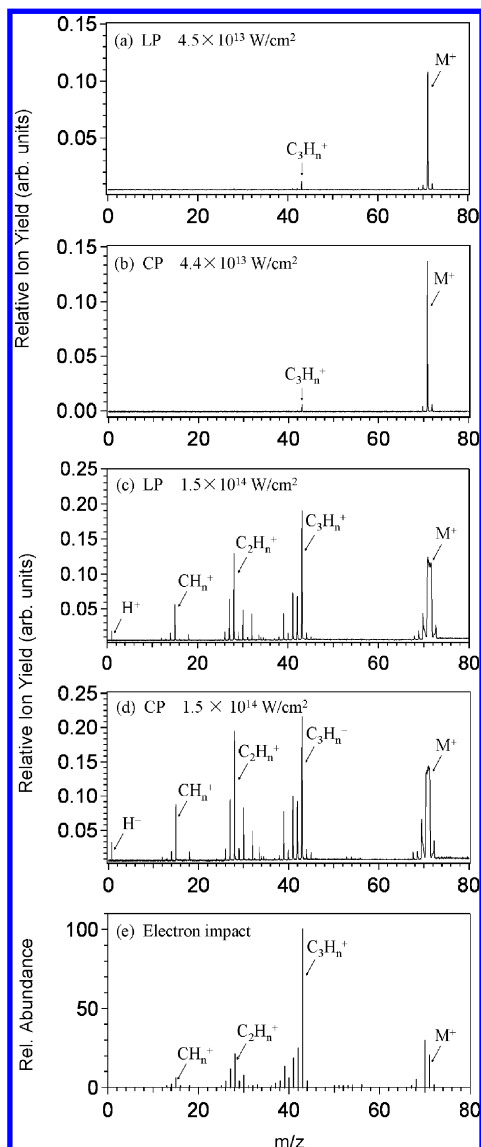 (a) LP 4.5×10¹³ W/cm²
M⁺
C₃Hₙ⁺
0.15
0.10
0.05
0 20 40 60 80
Relative Ion Yield (arb. units)
(b) CP 4.4×10¹³ W/cm²
M⁺
C₃Hₙ⁺
0.15
0.10
0.05
0.00
0 20 40 60 80
(c) LP 1.5×10¹⁴ W/cm²
C₃Hₙ⁺
C₂Hₙ⁺
M⁺
CHₙ⁺
H⁺
0.25
0.20
0.15
0.10
0.05
0 20 40 60 80
Relative Ion Yield (arb. units)
(d) CP 1.5 × 10¹⁴ W/cm²
C₃Hₙ⁻
C₂Hₙ⁺
M⁺
CHₙ⁺
H⁻
0.25
0.20
0.15
0.10
0.05
0 20 40 60 80
(e) Electron impact
C₃Hₙ⁺
C₂Hₙ⁺
M⁺
CHₙ⁺
100
50
0
Rel. Abundance
0 20 40 60 80
m/z